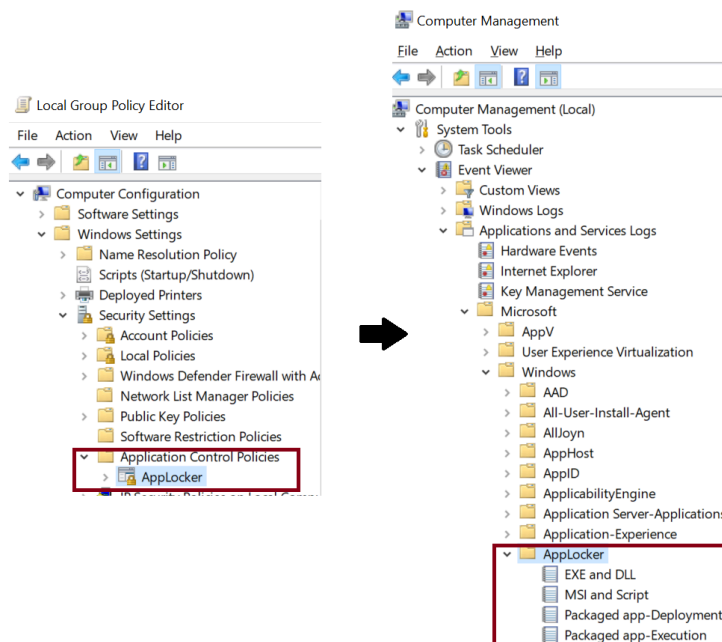 Local Group Policy Editor
File Action View Help
Computer Configuration
Software Settings
Windows Settings
Name Resolution Policy
Scripts (Startup/Shutdown)
Deployed Printers
Security Settings
Account Policies
Local Policies
Windows Defender Firewall with
Network List Manager Policies
Public Key Policies
Software Restriction Policies
Application Control Policies
AppLocker
IP Security Policies on Local
Computer Management
File Action View Help
Computer Management (Local)
System Tools
Task Scheduler
Event Viewer
Custom Views
Windows Logs
Applications and Services Logs
Hardware Events
Internet Explorer
Key Management Service
Microsoft
AppV
User Experience Virtualization
Windows
AAD
All-User-Install-Agent
AllJoyn
AppHost
AppID
ApplicabilityEngine
Application Server-Applications
Application-Experience
AppLocker
EXE and DLL
MSI and Script
Packaged app-Deployment
Packaged app-Execution